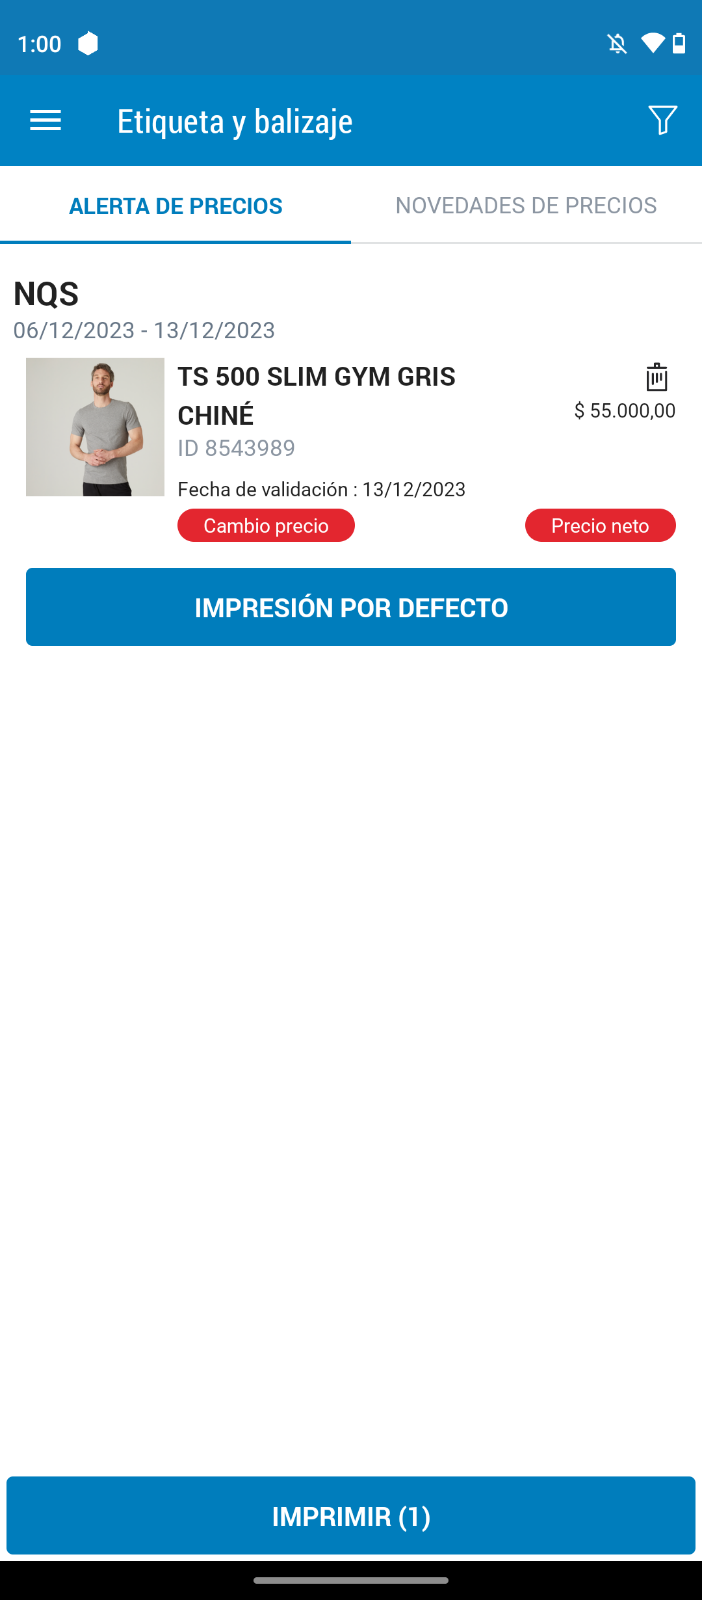 1:00
Etiqueta y balizaje
ALERTA DE PRECIOS
NOVEDADES DE PRECIOS
NQS
06/12/2023 - 13/12/2023
TS 500 SLIM GYM GRIS
CHINÉ
$ 55.000,00
ID 8543989
Fecha de validación : 13/12/2023
Cambio precio
Precio neto
IMPRESIÓN POR DEFECTO
IMPRIMIR (1)